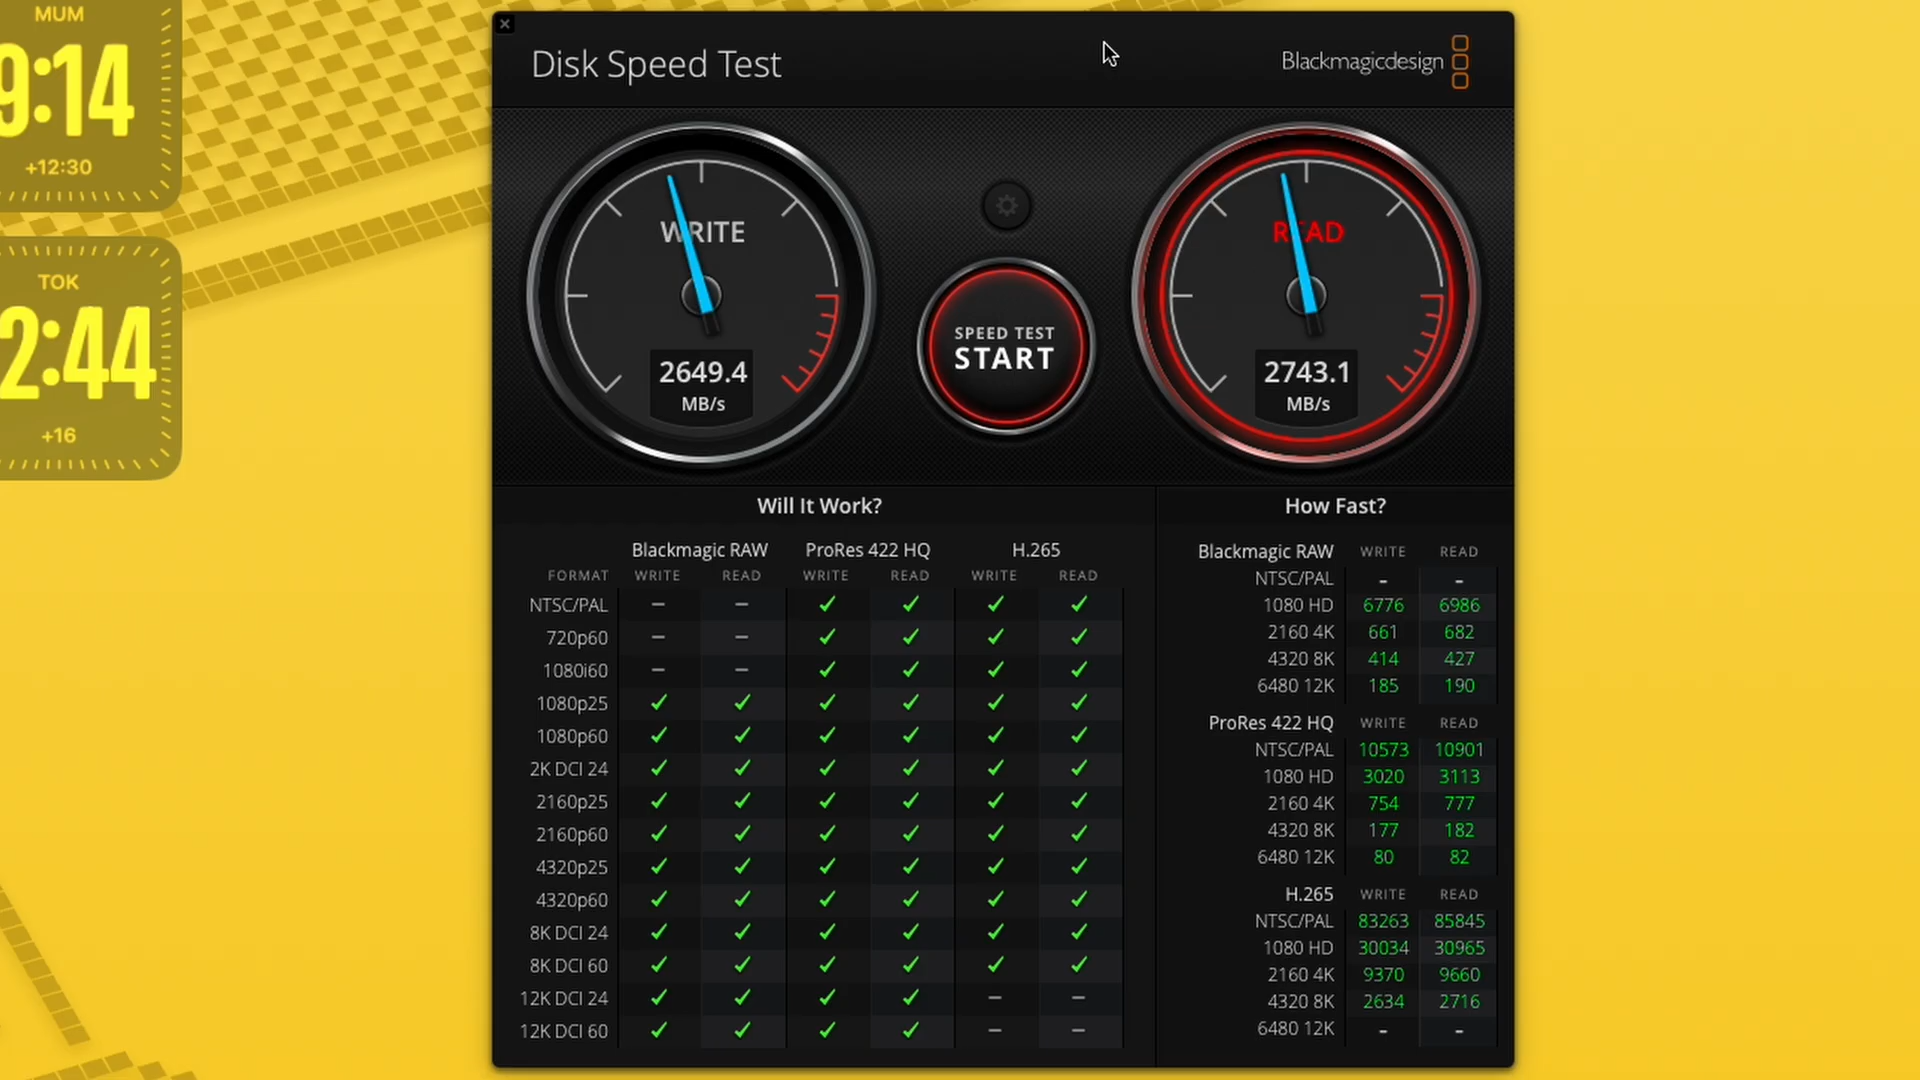 MUM
9:14
+12:30
TOK
2:44
+16
Disk Speed Test
Blackmagicdesign
WRITE
2649.4
MB/s
SPEED TEST
START
READ
2743.1
MB/s
Will It Work?
Blackmagic RAW ProRes 422 HQ H.265
FORMAT WRITE READ WRITE READ WRITE READ
NTSC/PAL – – ✓ ✓ ✓ ✓
720p60 – – ✓ ✓ ✓ ✓
1080i60 – – ✓ ✓ ✓ ✓
1080p25 ✓ ✓ ✓ ✓ ✓ ✓
1080p60 ✓ ✓ ✓ ✓ ✓ ✓
2K DCI 24 ✓ ✓ ✓ ✓ ✓ ✓
2160p25 ✓ ✓ ✓ ✓ ✓ ✓
2160p60 ✓ ✓ ✓ ✓ ✓ ✓
4320p25 ✓ ✓ ✓ ✓ ✓ ✓
4320p60 ✓ ✓ ✓ ✓ ✓ ✓
8K DCI 24 ✓ ✓ ✓ ✓ ✓ ✓
8K DCI 60 ✓ ✓ ✓ ✓ ✓ ✓
12K DCI 24 ✓ ✓ ✓ ✓ – –
12K DCI 60 ✓ ✓ ✓ ✓ – –
How Fast?
Blackmagic RAW WRITE READ
NTSC/PAL - -
1080 HD 6776 6986
2160 4K 661 682
4320 8K 414 427
6480 12K 185 190
ProRes 422 HQ WRITE READ
NTSC/PAL 10573 10901
1080 HD 3020 3113
2160 4K 754 777
4320 8K 177 182
6480 12K 80 82
H.265 WRITE READ
NTSC/PAL 83263 85845
1080 HD 30034 30965
2160 4K 9370 9660
4320 8K 2634 2716
6480 12K - -